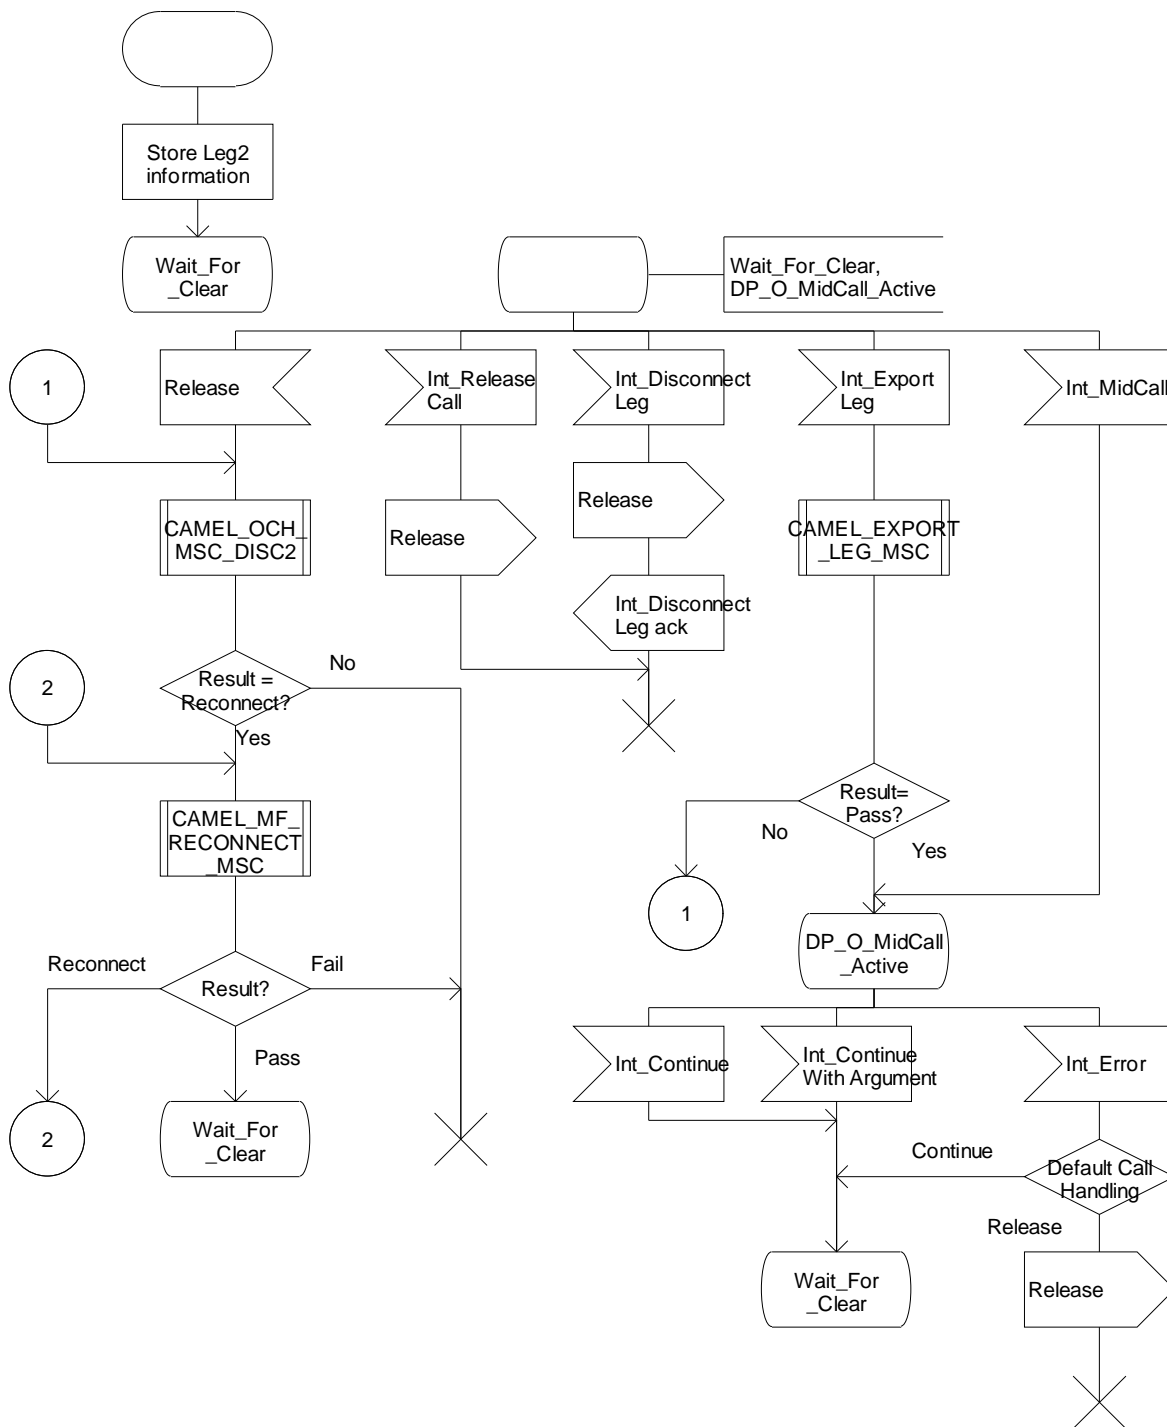 Store Leg2
information
Wait_For
_Clear
Wait_For_Clear,
DP_O_MidCall_Active
1
Release
Int_Release
Call
Int_Disconnect
Leg
Int_Export
Leg
Int_MidCall
CAMEL_OCH_
MSC_DISC2
Release
Release
CAMEL_EXPORT
_LEG_MSC
Int_Disconnect
Leg ack
2
Result =
Reconnect?
No
Yes
CAMEL_MF_
RECONNECT
_MSC
Result=
Pass?
No
Yes
1
DP_O_MidCall
_Active
Reconnect
Result?
Fail
Pass
2
Wait_For
_Clear
Int_Continue
Int_Continue
With Argument
Int_Error
Continue
Default Call
Handling
Release
Wait_For
_Clear
Release